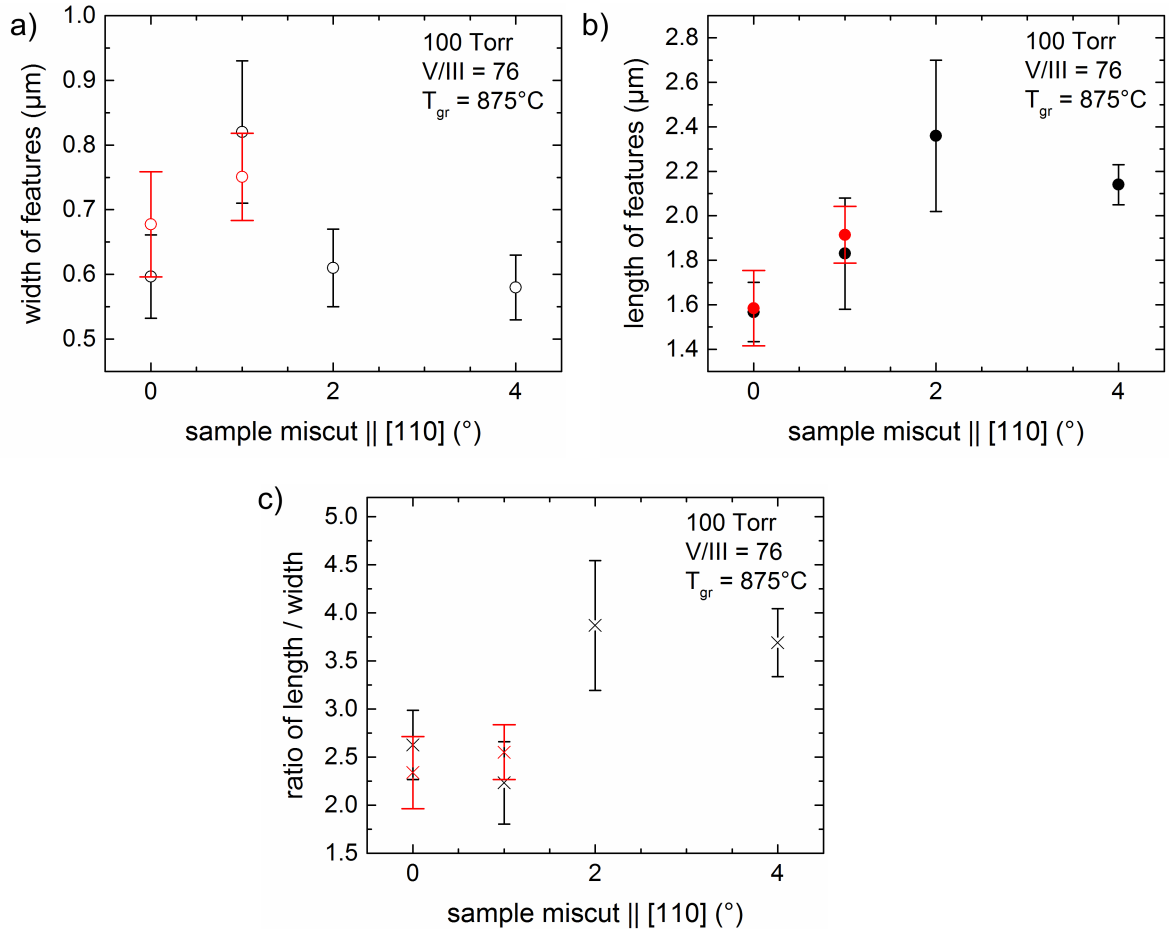 a)
1.0
0.9
0.8
0.7
0.6
0.5
width of features (µm)
100 Torr
V/III = 76
Tgr = 875°C
0 2 4
sample miscut || [110] (°)
b)
2.8
2.6
2.4
2.2
2.0
1.8
1.6
1.4
length of features (µm)
100 Torr
V/III = 76
Tgr = 875°C
0 2 4
sample miscut || [110] (°)
c)
5.0
4.5
4.0
3.5
3.0
2.5
2.0
1.5
ratio of length / width
100 Torr
V/III = 76
Tgr = 875°C
0 2 4
sample miscut || [110] (°)